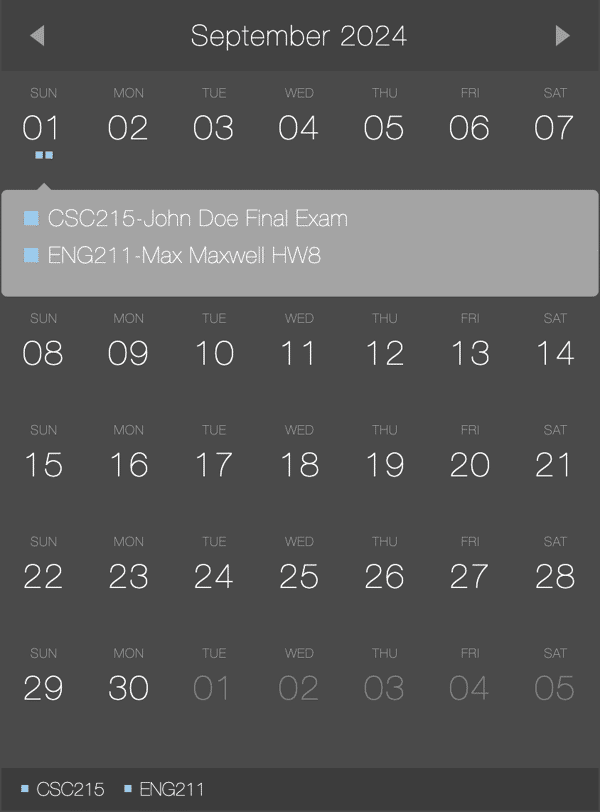 September 2024
SUN MON TUE WED THU FRI SAT
01 02 03 04 05 06 07
CSC215-John Doe Final Exam
ENG211-Max Maxwell HW8
SUN MON TUE WED THU FRI SAT
08 09 10 11 12 13 14
SUN MON TUE WED THU FRI SAT
15 16 17 18 19 20 21
SUN MON TUE WED THU FRI SAT
22 23 24 25 26 27 28
SUN MON TUE WED THU FRI SAT
29 30 01 02 03 04 05
CSC215 ENG211